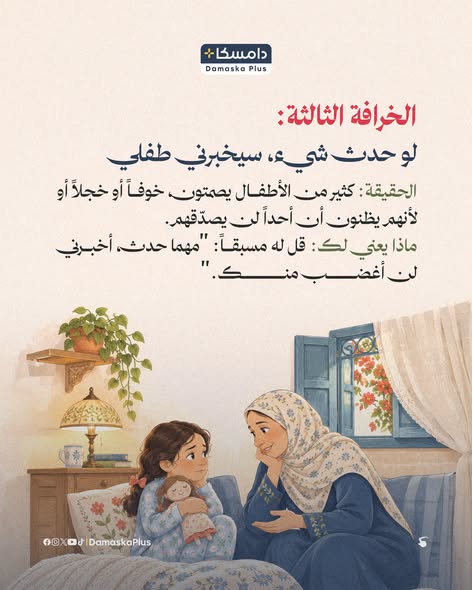 دامسكا+
Damaska Plus
الخرافة الثالثة:
لو حدث شيء، سيخبرني طفلي
الحقيقة: كثير من الأطفال يصمتون، خوفاً أو خجلاً أو
لأنهم يظنون أن أحداً لن يصدّقهم.
ماذا يعني لك: قل له مسبقاً: "مهما حدث، أخبرني
لن أغضب منك."
DamaskaPlus